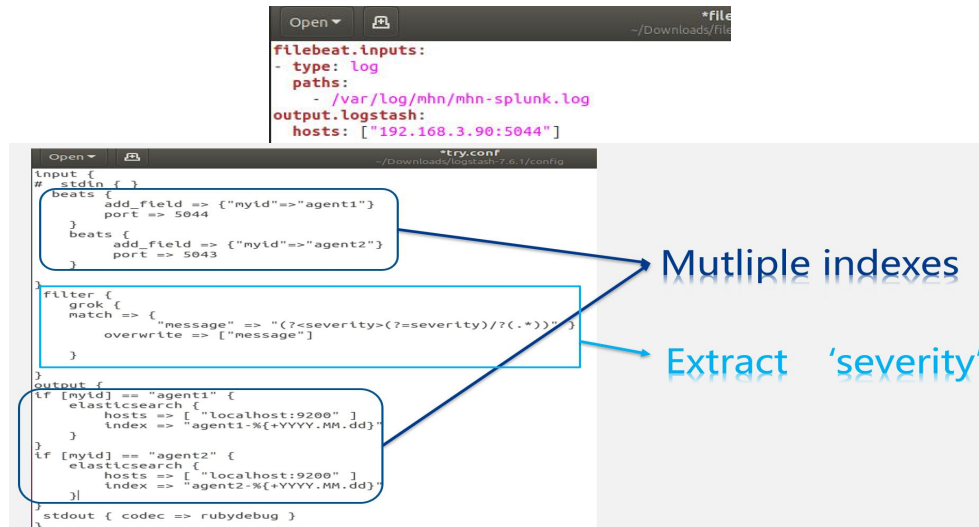 Open
*file
~/Downloads/file
filebeat.inputs:
- type: log
paths:
- /var/log/mhn/mhn-splunk.log
output.logstash:
hosts: ["192.168.3.90:5044"]
Open
*try.conf
~/Downloads/logstash-7.6.1/config
input {
# stdin { }
beats {
add_field => {"myid"=>"agent1"}
port => 5044
}
beats {
add_field => {"myid"=>"agent2"}
port => 5043
}
}
filter {
grok {
match => {
"message" => "(?<severity>(?=severity)/?(.*))" }
overwrite => ["message"]
}
}
output {
if [myid] == "agent1" {
elasticsearch {
hosts => [ "localhost:9200" ]
index => "agent1-%{+YYYY.MM.dd}"
}
}
if [myid] == "agent2" {
elasticsearch {
hosts => [ "localhost:9200" ]
index => "agent2-%{+YYYY.MM.dd}"
}
}
stdout { codec => rubydebug }
}
Mutliple indexes
Extract 'severity'